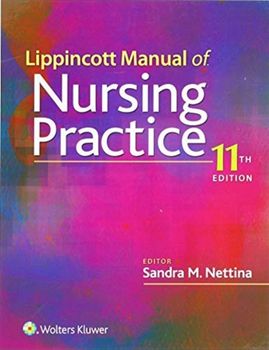 Lippincott Manual of
Nursing
Practice
11TH
EDITION
EDITOR
Sandra M. Nettina
Wolters Kluwer